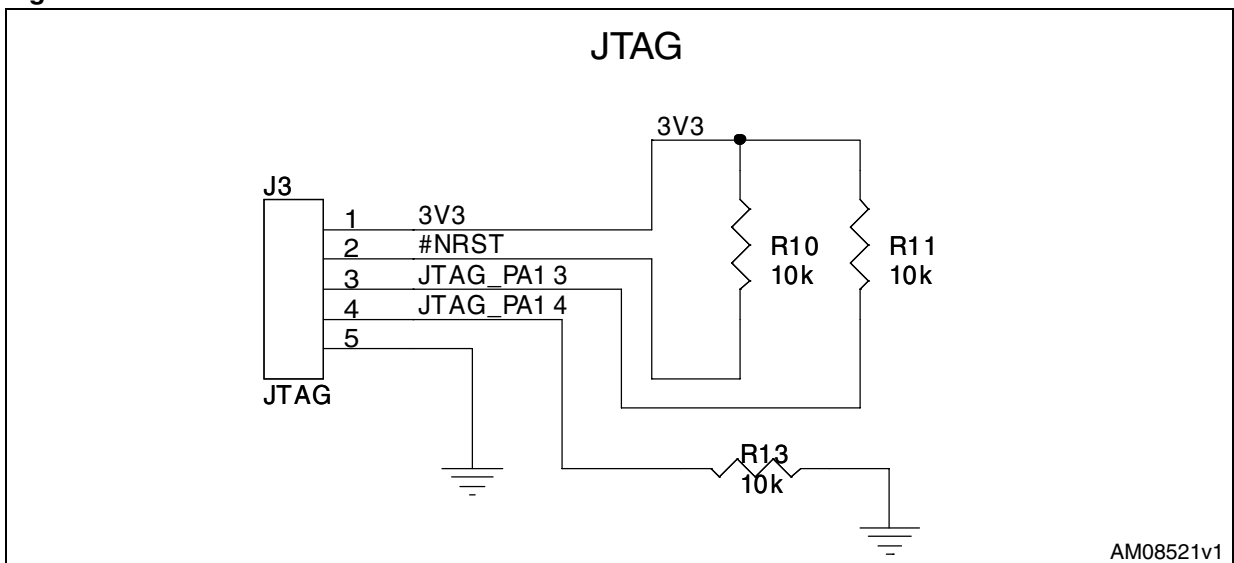 JTAG
3V3
J3
1 3V3
2 #NRST
3 JTAG_PA1 3
4 JTAG_PA1 4
5
JTAG
R10
10k
R11
10k
R13
10k
AM08521v1